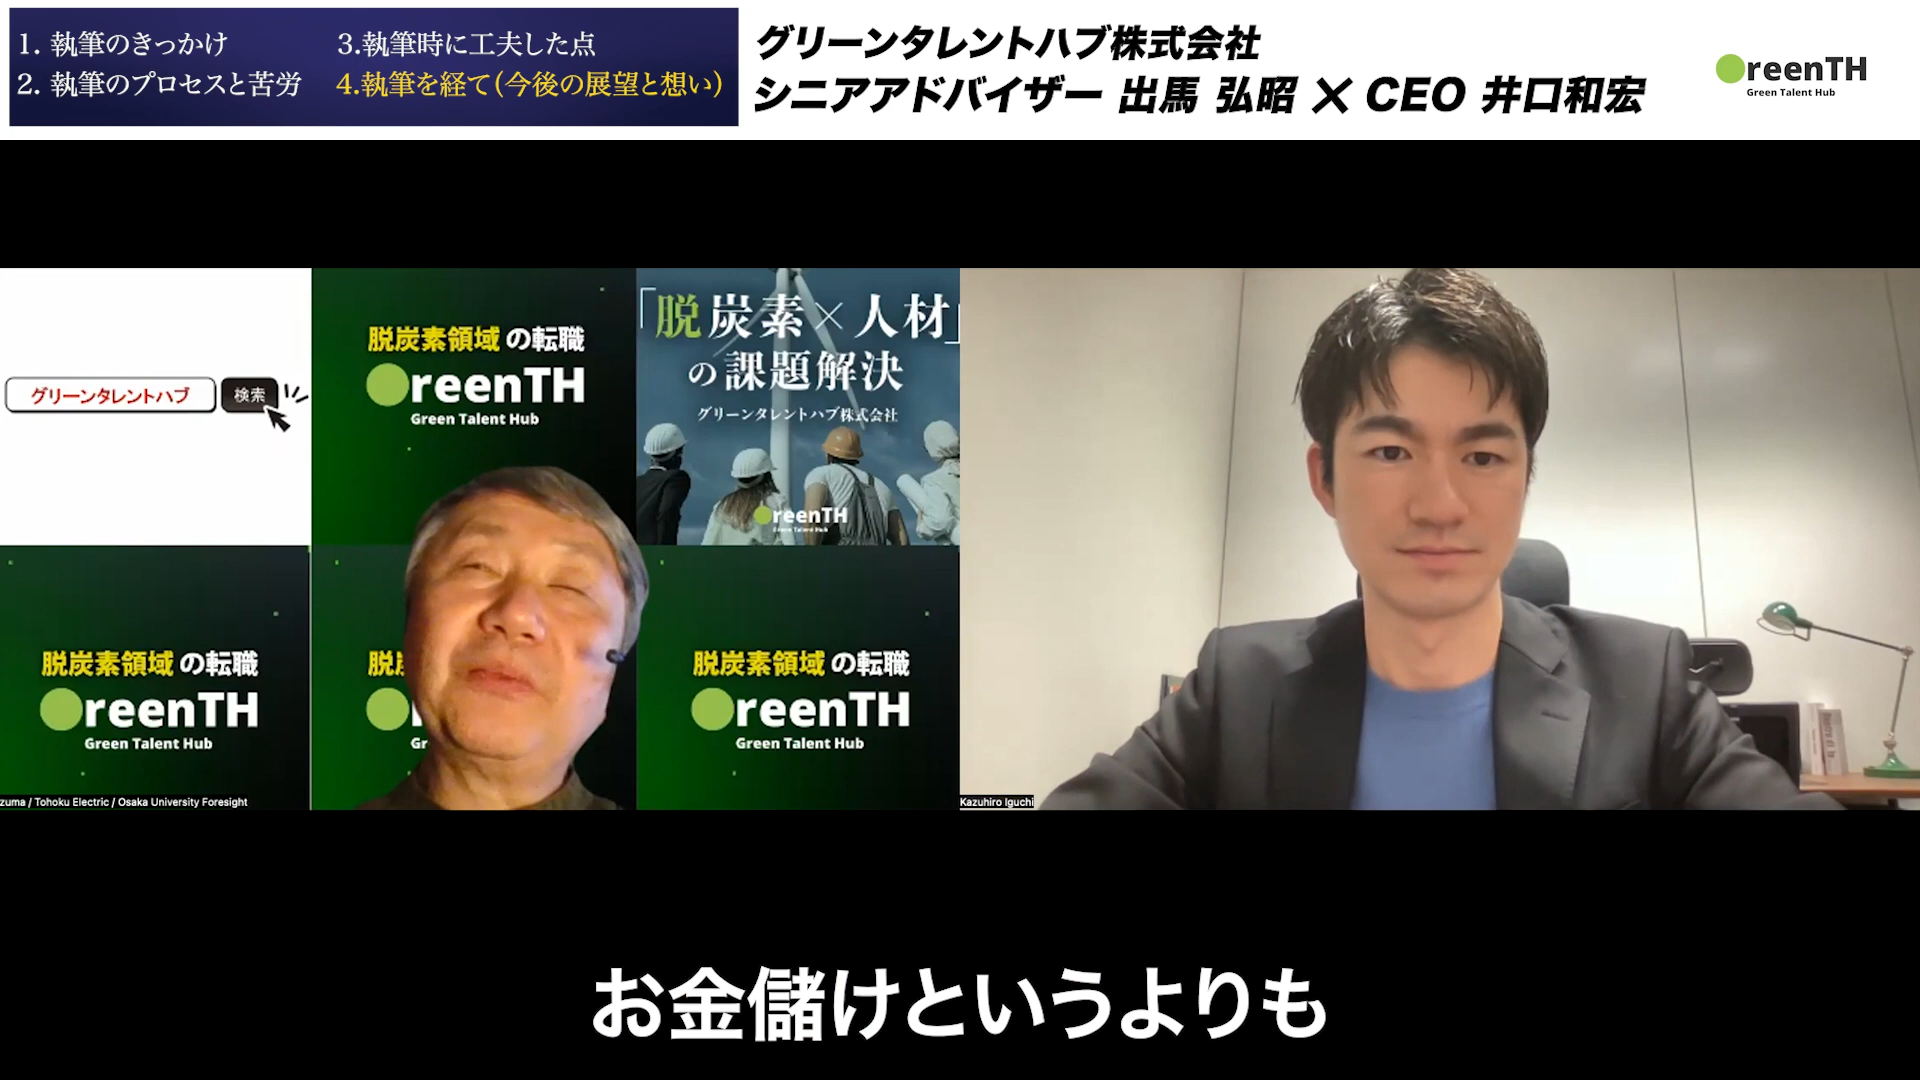 1. 執筆のきっかけ
2. 執筆のプロセスと苦労
3.執筆時に工夫した点
4.執筆を経て(今後の展望と想い)
グリーンタレントハブ株式会社
シニアアドバイザー 出馬 弘昭 × CEO 井口和宏
reenTH
Green Talent Hub
グリーンタレントハブ
検索
脱炭素領域の転職
reenTH
Green Talent Hub
「脱炭素×人材」
の課題解決
グリーンタレントハブ株式会社
reenTH
Green Talent Hub
脱炭素領域の転職
reenTH
Green Talent Hub
脱
Gr
脱炭素領域の転職
reenTH
Green Talent Hub
zuma / Tohoku Electric / Osaka University Foresight
Kazuhiro Iguchi
お金儲けというよりも